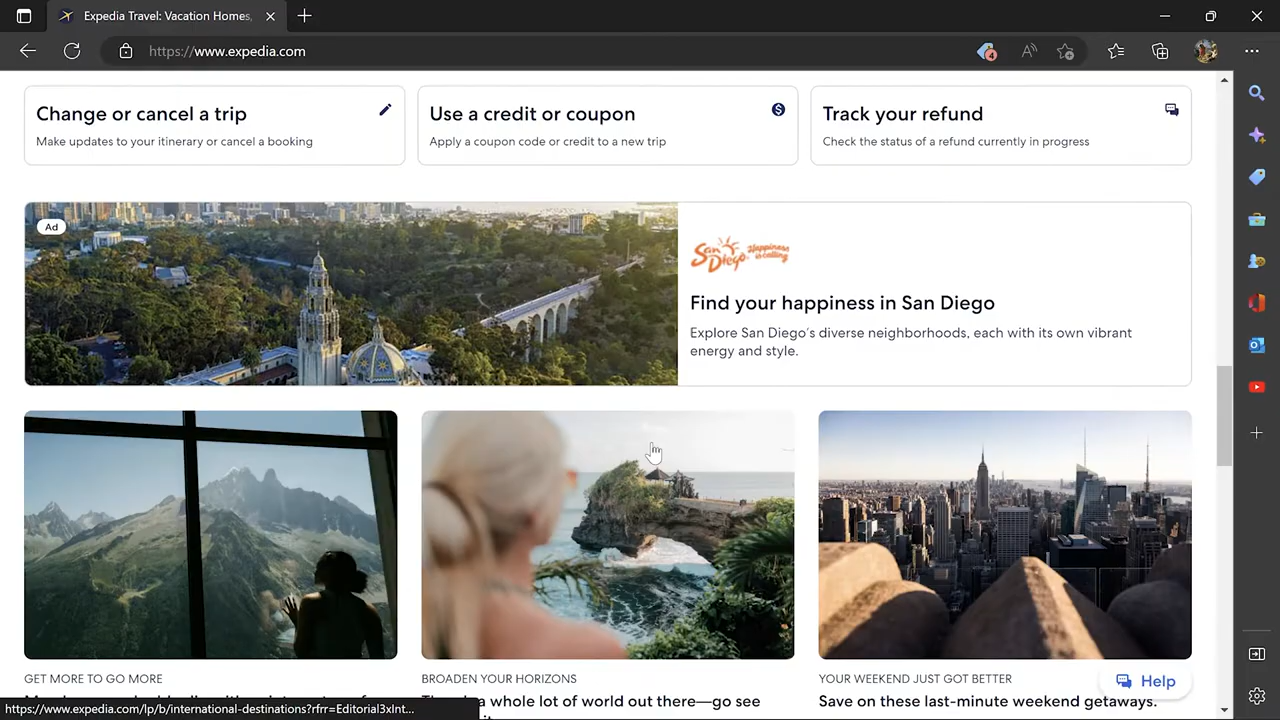 Expedia Travel: Vacation Homes,
https://www.expedia.com
4
Change or cancel a trip
Make updates to your itinerary or cancel a booking
Use a credit or coupon
Apply a coupon code or credit to a new trip
Track your refund
Check the status of a refund currently in progress
Ad
San Diego Happiness is calling
Find your happiness in San Diego
Explore San Diego's diverse neighborhoods, each with its own vibrant
energy and style.
GET MORE TO GO MORE
BROADEN YOUR HORIZONS
whole lot of world out there—go see
YOUR WEEKEND JUST GOT BETTER
Save on these last-minute weekend getaways.
Help
https://www.expedia.com/lp/b/international-destinations?rfrr=Editorial3xInt...